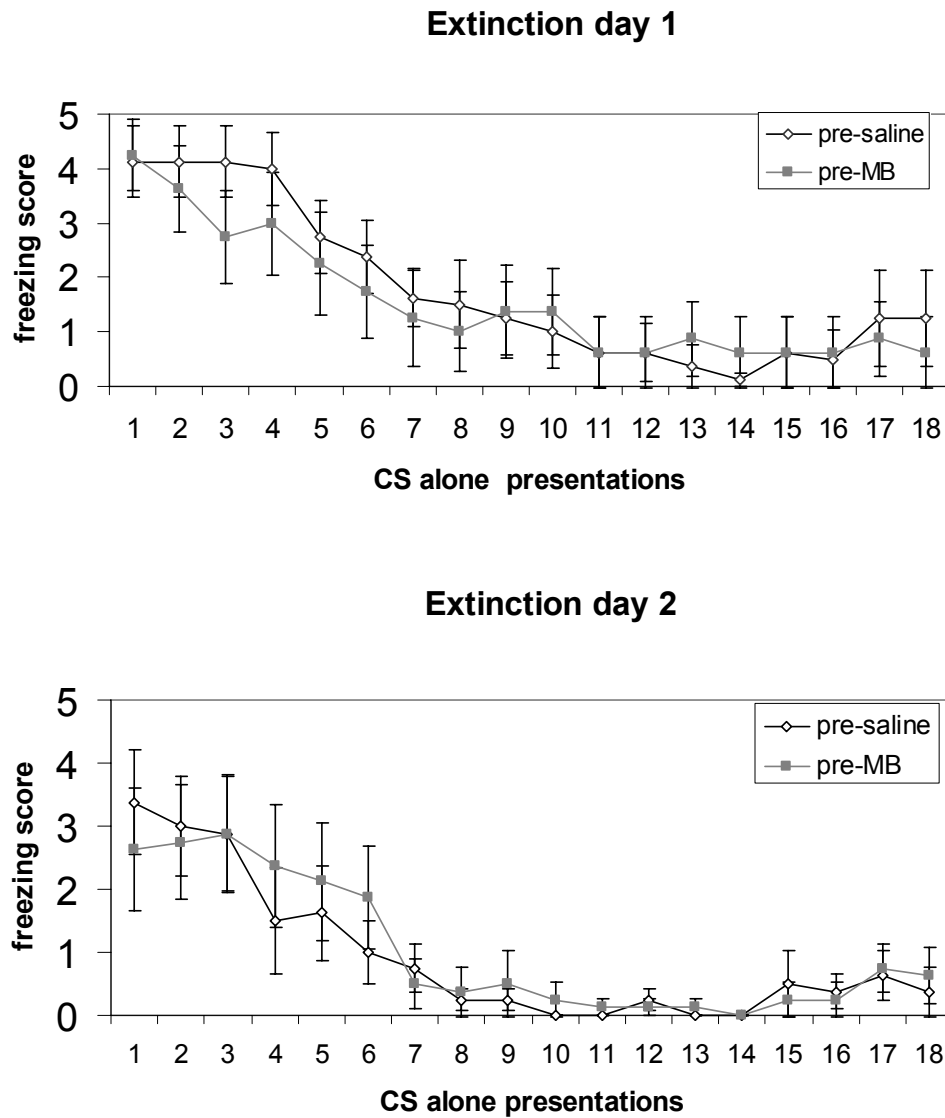 Extinction day 1
5
4
3
2
1
0
freezing score
pre-saline
pre-MB
1 2 3 4 5 6 7 8 9 10 11 12 13 14 15 16 17 18
CS alone presentations
Extinction day 2
5
4
3
2
1
0
freezing score
pre-saline
pre-MB
1 2 3 4 5 6 7 8 9 10 11 12 13 14 15 16 17 18
CS alone presentations